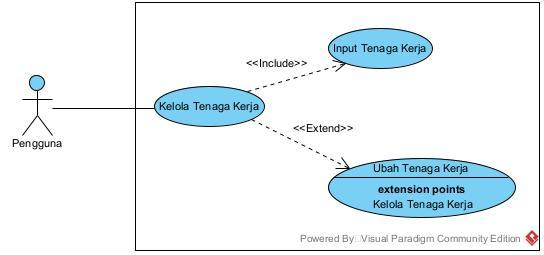 Input Tenaga Kerja
<<Include>>
Kelola Tenaga Kerja
<<Extend>>
Pengguna
Ubah Tenaga Kerja
extension points
Kelola Tenaga Kerja
Powered By Visual Paradigm Community Edition